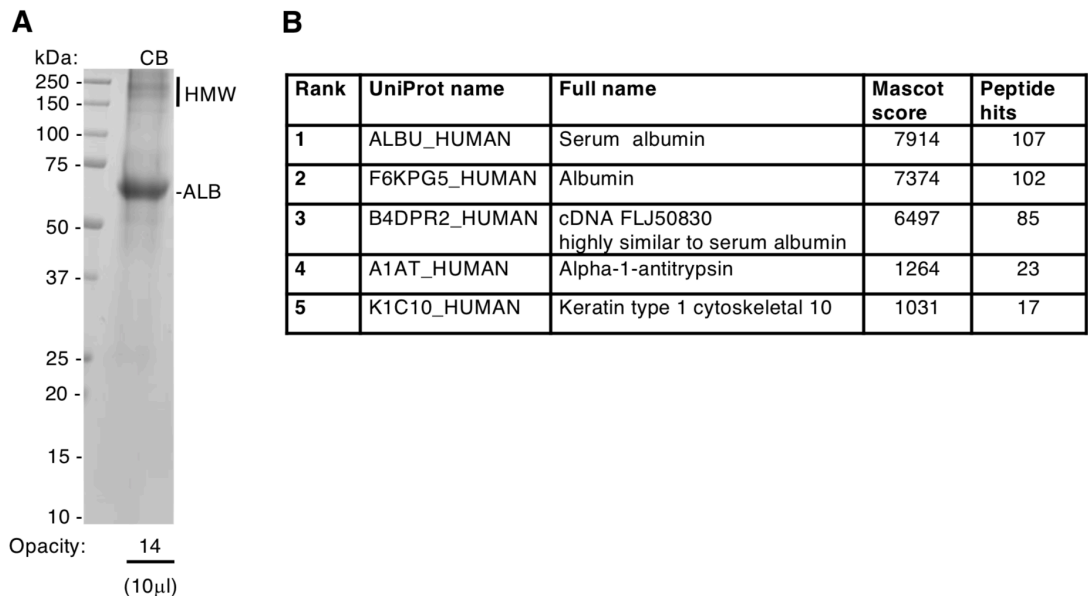 A
kDa: CB
250 -
150 -
HMW
100 -
75 -
-ALB
50 -
37 -
25 -
20 -
15 -
10 -
Opacity: 14
(10µl)
B
Rank UniProt name Full name Mascot score Peptide hits
1 ALBU_HUMAN Serum albumin 7914 107
2 F6KPG5_HUMAN Albumin 7374 102
3 B4DPR2_HUMAN cDNA FLJ50830 6497 85
highly similar to serum albumin
4 A1AT_HUMAN Alpha-1-antitrypsin 1264 23
5 K1C10_HUMAN Keratin type 1 cytoskeletal 10 1031 17